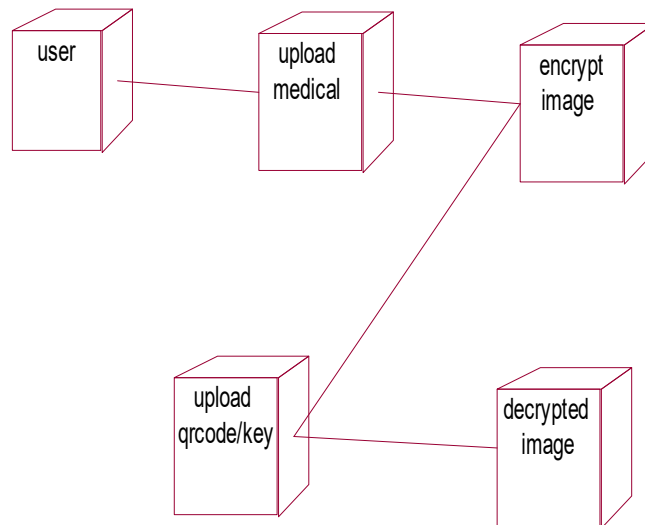 user
upload
medical
encrypt
image
upload
qrcode/key
decrypted
image